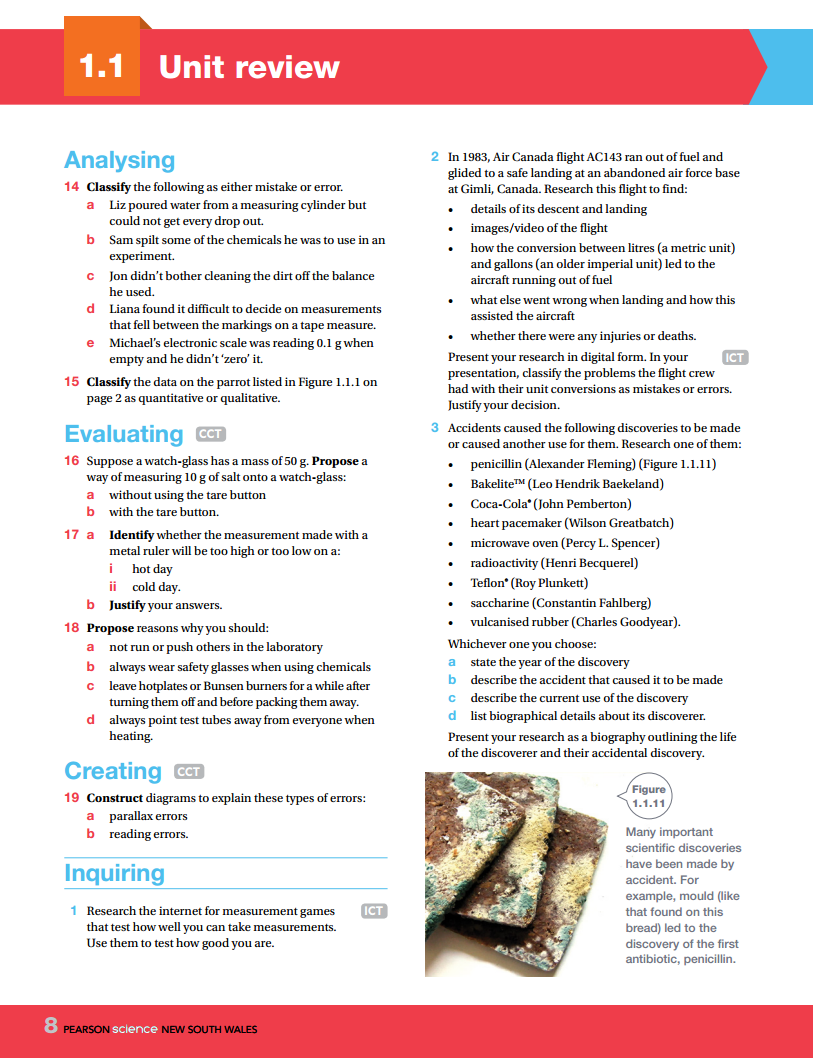 1.1 Unit review
Analysing
14 Classify the following as either mistake or error.
a Liz poured water from a measuring cylinder but
could not get every drop out.
b Sam spilt some of the chemicals he was to use in an
experiment.
c Jon didn't bother cleaning the dirt off the balance
he used.
d Liana found it difficult to decide on measurements
that fell between the markings on a tape measure.
e Michael's electronic scale was reading 0.1 g when
empty and he didn't 'zero' it.
15 Classify the data on the parrot listed in Figure 1.1.1 on
page 2 as quantitative or qualitative.
Evaluating CCT
16 Suppose a watch-glass has a mass of 50 g. Propose a
way of measuring 10 g of salt onto a watch-glass:
a without using the tare button
b with the tare button.
17 a Identify whether the measurement made with a
metal ruler will be too high or too low on a:
i hot day
ii cold day.
b Justify your answers.
18 Propose reasons why you should:
a not run or push others in the laboratory
b always wear safety glasses when using chemicals
c leave hotplates or Bunsen burners for a while after
turning them off and before packing them away.
d always point test tubes away from everyone when
heating.
Creating CCT
19 Construct diagrams to explain these types of errors:
a parallax errors
b reading errors.
Inquiring
1 Research the internet for measurement games ICT
that test how well you can take measurements.
Use them to test how good you are.
2 In 1983, Air Canada flight AC143 ran out of fuel and
glided to a safe landing at an abandoned air force base
at Gimli, Canada. Research this flight to find:
• details of its descent and landing
• images/video of the flight
• how the conversion between litres (a metric unit)
and gallons (an older imperial unit) led to the
aircraft running out of fuel
• what else went wrong when landing and how this
assisted the aircraft
• whether there were any injuries or deaths.
Present your research in digital form. In your ICT
presentation, classify the problems the flight crew
had with their unit conversions as mistakes or errors.
Justify your decision.
3 Accidents caused the following discoveries to be made
or caused another use for them. Research one of them:
• penicillin (Alexander Fleming) (Figure 1.1.11)
• Bakelite™ (Leo Hendrik Baekeland)
• Coca-Cola® (John Pemberton)
• heart pacemaker (Wilson Greatbatch)
• microwave oven (Percy L. Spencer)
• radioactivity (Henri Becquerel)
• Teflon® (Roy Plunkett)
• saccharine (Constantin Fahlberg)
• vulcanised rubber (Charles Goodyear).
Whichever one you choose:
a state the year of the discovery
b describe the accident that caused it to be made
c describe the current use of the discovery
d list biographical details about its discoverer.
Present your research as a biography outlining the life
of the discoverer and their accidental discovery.
Figure
1.1.11
Many important
scientific discoveries
have been made by
accident. For
example, mould (like
that found on this
bread) led to the
discovery of the first
antibiotic, penicillin.
8 PEARSON science NEW SOUTH WALES